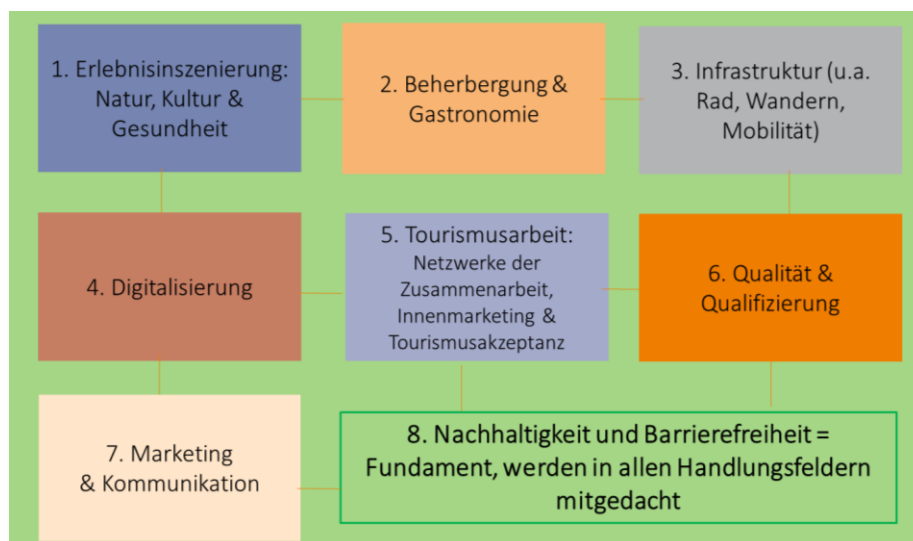 1. Erlebnisinszenierung:
Natur, Kultur &
Gesundheit
2. Beherbergung &
Gastronomie
3. Infrastruktur (u.a.
Rad, Wandern,
Mobilität)
4. Digitalisierung
5. Tourismusarbeit:
Netzwerke der
Zusammenarbeit,
Innenmarketing &
Tourismusakzeptanz
6. Qualität &
Qualifizierung
7. Marketing
& Kommunikation
8. Nachhaltigkeit und Barrierefreiheit =
Fundament, werden in allen Handlungsfeldern
mitgedacht